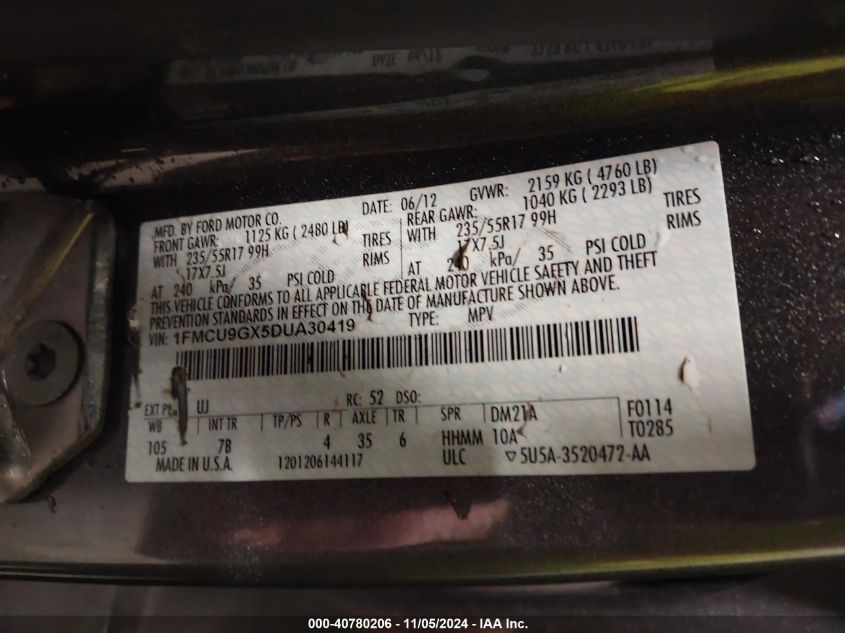 MFD. BY FORD MOTOR CO.
DATE: 06/12 GVWR: 2159 KG ( 4760 LB)
FRONT GAWR: 1125 KG ( 2480 LB) REAR GAWR: 1040 KG ( 2293 LB)
WITH 235/55R17 99H TIRES WITH 235/55R17 99H TIRES
17X7.5J RIMS 17X7.5J RIMS
AT 240 kPa/ 35 PSI COLD AT 240 kPa/ 35 PSI COLD
THIS VEHICLE CONFORMS TO ALL APPLICABLE FEDERAL MOTOR VEHICLE SAFETY AND THEFT
PREVENTION STANDARDS IN EFFECT ON THE DATE OF MANUFACTURE SHOWN ABOVE.
VIN: 1FMCU9GX5DUA30419 TYPE: MPV
EXT UJ RC: 52 DSO:
WB INT TR TP/PS R AXLE TR SPR DM21A F0114
105 7B 4 35 6 HHMM 10A T0285
MADE IN U.S.A. 1201206144117 ULC 5U5A-3520472-AA
000-40780206 - 11/05/2024 - IAA Inc.